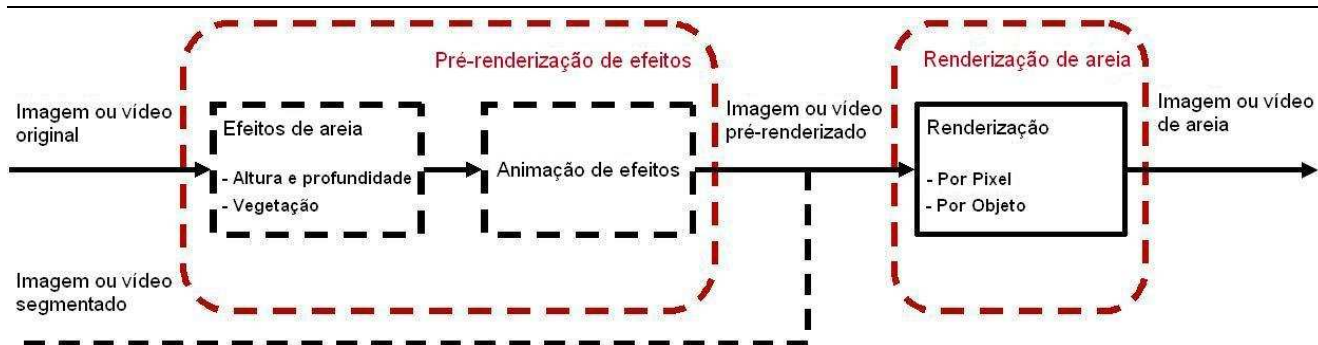 Pré-renderização de efeitos
Renderização de areia
Imagem ou vídeo
original
Efeitos de areia
- Altura e profundidade
- Vegetação
Animação de efeitos
Imagem ou vídeo
pré-renderizado
Renderização
- Por Pixel
- Por Objeto
Imagem ou vídeo
de areia
Imagem ou vídeo
segmentado